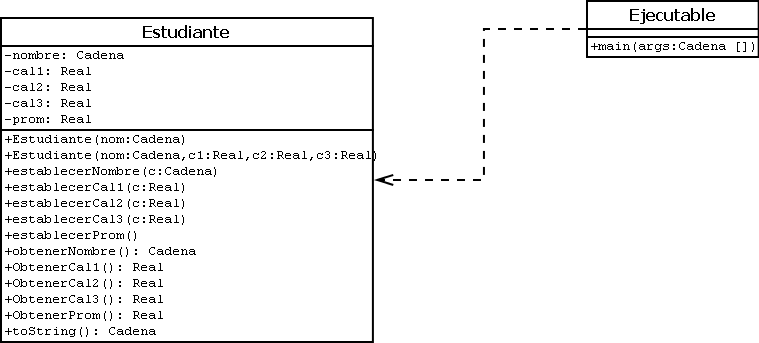 Estudiante
-nombre: Cadena
-cal1: Real
-cal2: Real
-cal3: Real
-prom: Real
+Estudiante(nom:Cadena)
+Estudiante(nom:Cadena,c1:Real,c2:Real,c3:Real)
+establecerNombre(c:Cadena)
+establecerCal1(c:Real)
+establecerCal2(c:Real)
+establecerCal3(c:Real)
+establecerProm()
+obtenerNombre(): Cadena
+ObtenerCal1(): Real
+ObtenerCal2(): Real
+ObtenerCal3(): Real
+ObtenerProm(): Real
+toString(): Cadena
Ejecutable
+main(args:Cadena [])